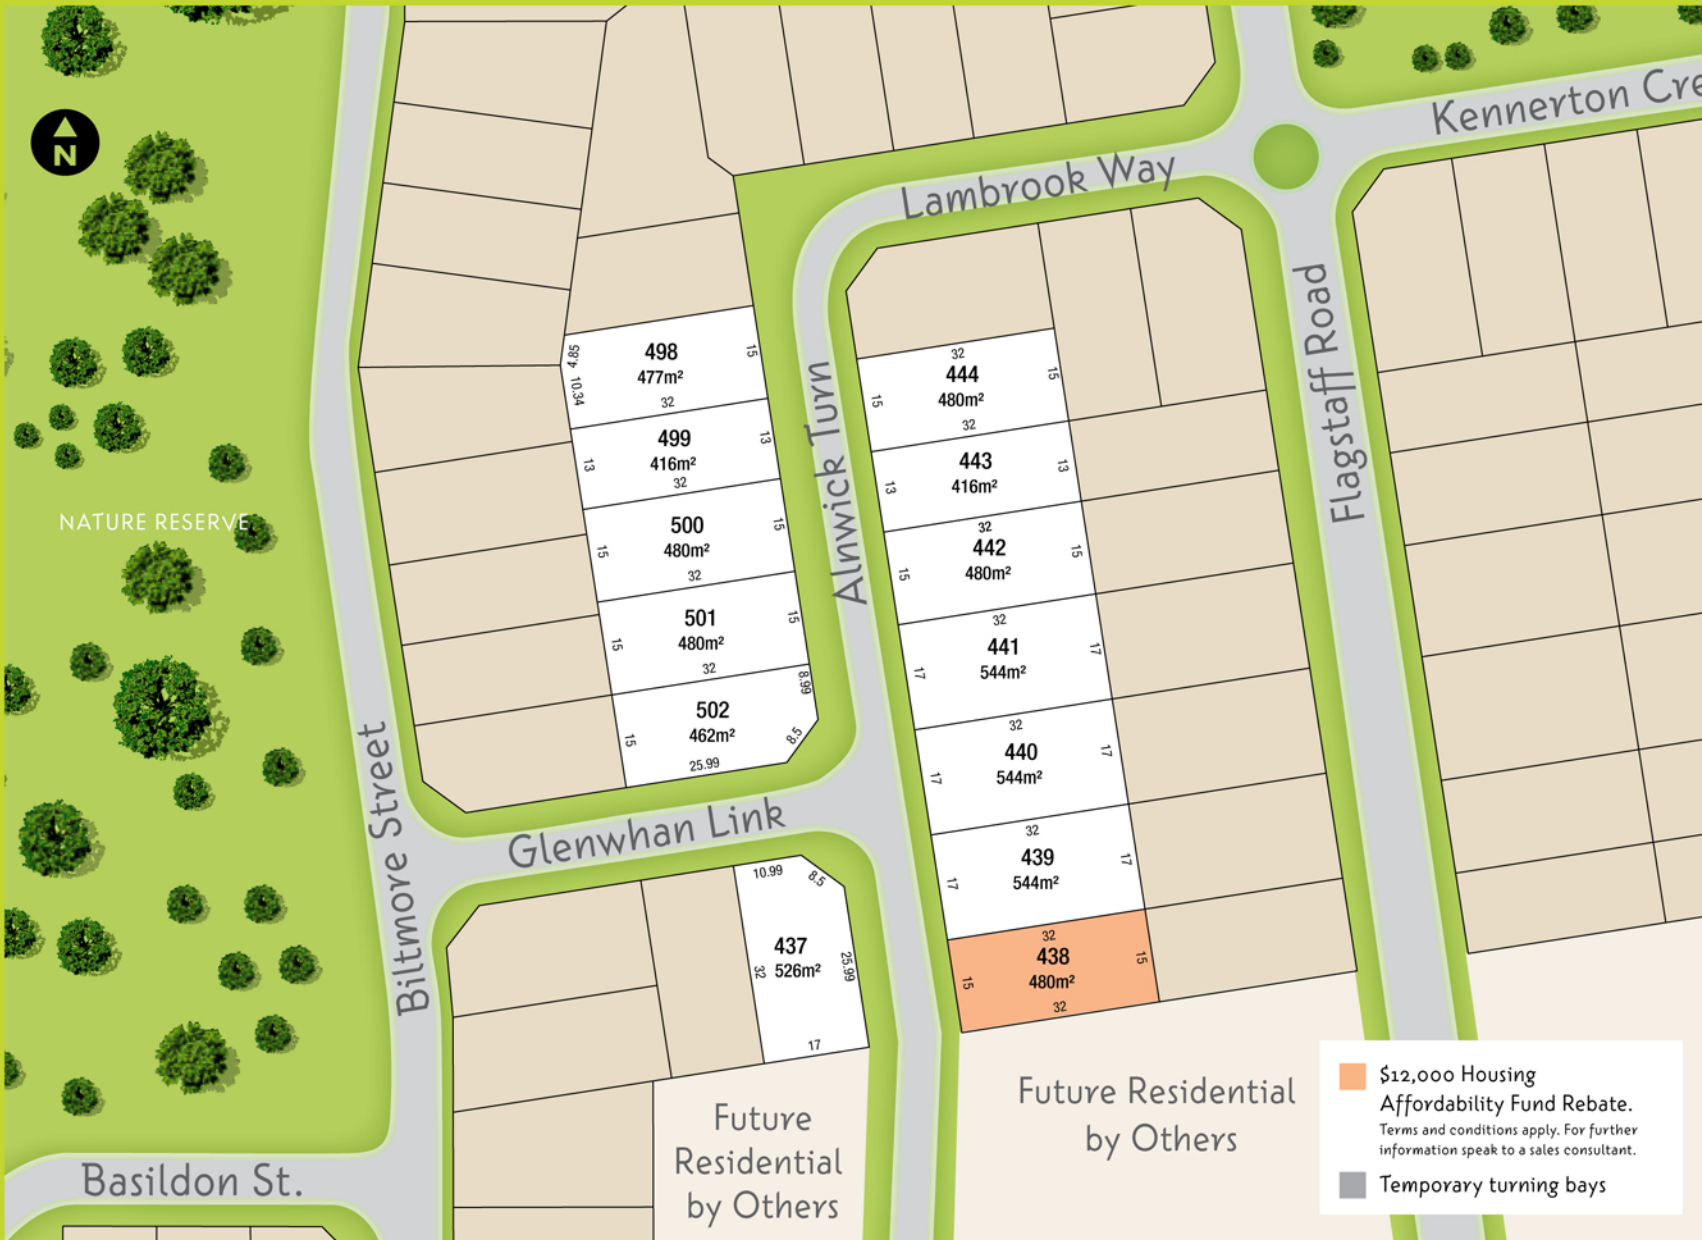 N
NATURE RESERVE
Kennerton Cre
Lambrook Way
Flagstaff Road
Alnwick Turn
Biltmore Street
Glenwhan Link
Basildon St.
4.85
10.34
498
477m²
15
32
499
416m²
13
13
32
500
480m²
15
15
32
501
480m²
15
15
32
502
462m²
15
8.99
8.5
25.99
32
444
480m²
15
15
32
443
416m²
13
13
32
442
480m²
15
15
32
441
544m²
17
17
32
440
544m²
17
17
32
439
544m²
17
17
32
438
480m²
15
15
32
10.99
8.5
437
32
526m²
25.99
17
Future
Residential
by Others
Future Residential
by Others
$12,000 Housing
Affordability Fund Rebate.
Terms and conditions apply. For further
information speak to a sales consultant.
Temporary turning bays